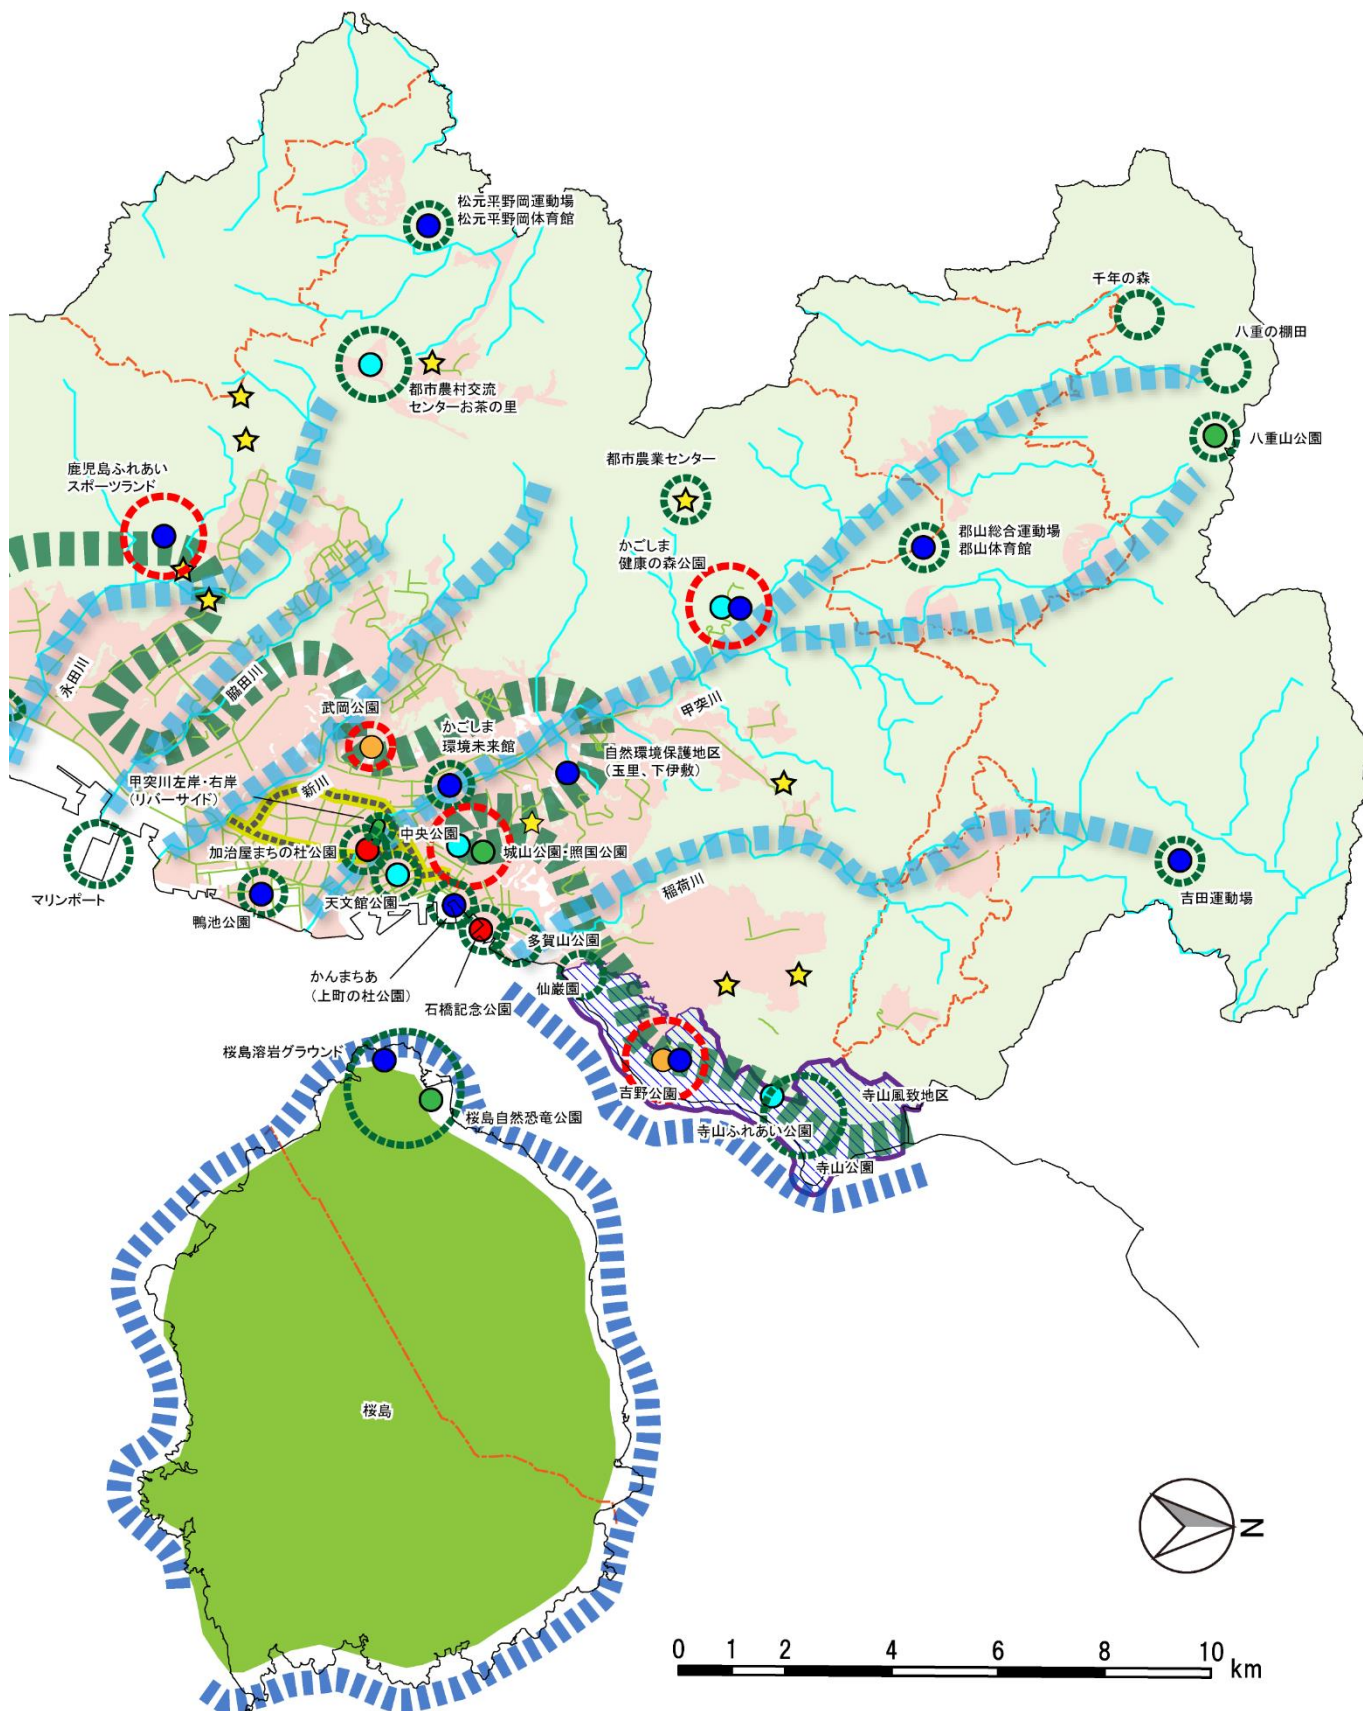 松元平野岡運動場
松元平野岡体育館
千年の森
八重の棚田
都市農村交流
センターお茶の里
八重山公園
鹿児島ふれあい
スポーツランド
都市農業センター
郡山総合運動場
郡山体育館
かごしま
健康の森公園
永田川
脇田川
武岡公園
かごしま
環境未来館
甲突川
自然環境保護地区
(玉里、下伊敷)
甲突川左岸・右岸
(リバーサイド)
新川
中央公園
加治屋まちの杜公園
城山公園・照国公園
マリンポート
鴨池公園
天文館公園
稲荷川
吉田運動場
多賀山公園
かんまちあ
(上町の杜公園)
仙巌園
石橋記念公園
桜島溶岩グラウンド
吉野公園
寺山風致地区
桜島自然恐竜公園
寺山ふれあい公園
寺山公園
桜島
N
0 1 2 4 6 8 10
km